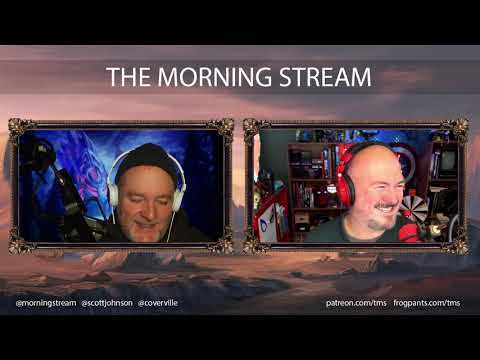 THE MORNING STREAM
@morningstream @scottjohnson @coverville
patreon.com/tms frogpants.com/tms